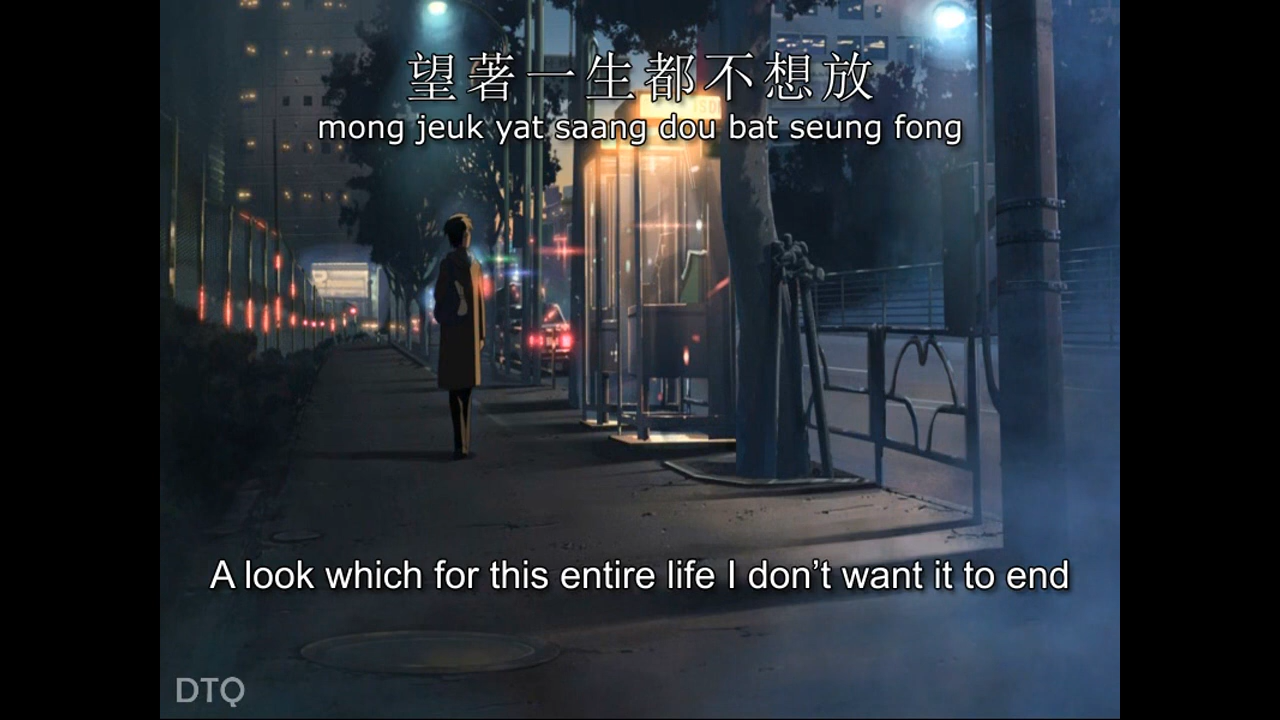 望著一生都不想放
mong jeuk yat saang dou bat seung fong
A look which for this entire life I don’t want it to end
DTQ